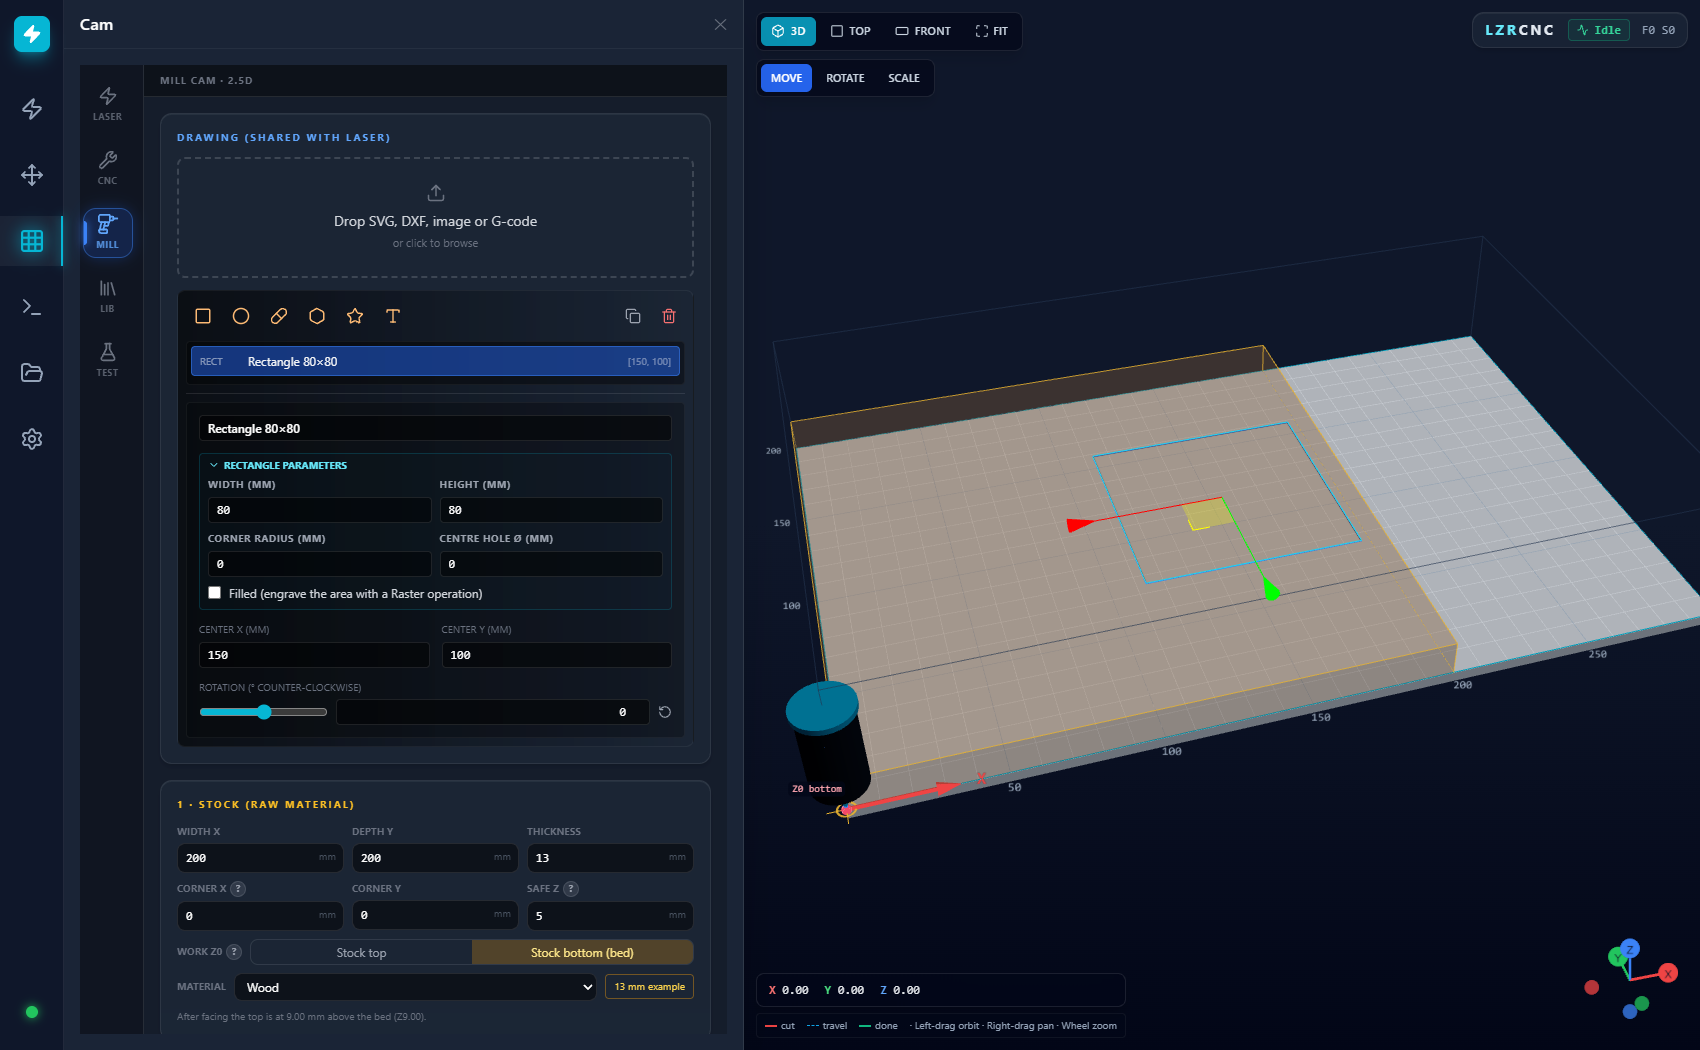 Cam
LASER
CNC
MILL
LIB
TEST
MILL CAM · 2.5D
DRAWING (SHARED WITH LASER)
Drop SVG, DXF, image or G-code
or click to browse
RECT Rectangle 80×80 [150, 100]
Rectangle 80×80
RECTANGLE PARAMETERS
WIDTH (MM) HEIGHT (MM)
80 80
CORNER RADIUS (MM) CENTRE HOLE Ø (MM)
0 0
Filled (engrave the area with a Raster operation)
CENTER X (MM) CENTER Y (MM)
150 100
ROTATION (° COUNTER-CLOCKWISE)
0
1 · STOCK (RAW MATERIAL)
WIDTH X DEPTH Y THICKNESS
200 mm 200 mm 13 mm
CORNER X ? CORNER Y SAFE Z ?
0 mm 0 mm 5 mm
WORK Z0 ? Stock top Stock bottom (bed)
MATERIAL Wood 13 mm example
After facing the top is at 9.00 mm above the bed (Z9.00).
3D TOP FRONT FIT
MOVE ROTATE SCALE
LZRCNC Idle F0 S0
200
150
100
Z0 bottom
X
50
100
150
200
250
Z
Y
X
X 0.00 Y 0.00 Z 0.00
cut travel done · Left-drag orbit · Right-drag pan · Wheel zoom